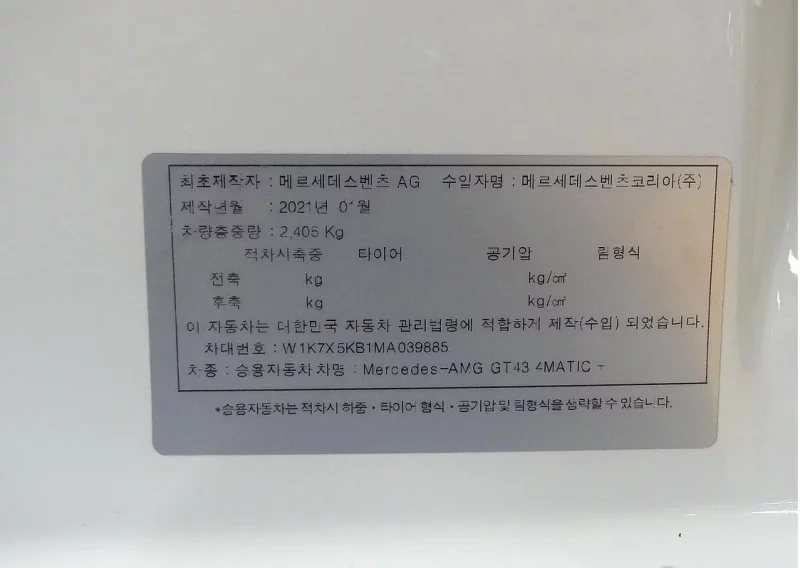 최초제작자 : 메르세데스벤츠 AG 수입자명 : 메르세데스벤츠코리아(주)
제작년월 : 2021년 01월
차량총중량 : 2,405 Kg
적차시축중 타이어 공기압 림형식
전축 kg kg/㎠
후축 kg kg/㎠
이 자동차는 대한민국 자동차 관리법령에 적합하게 제작(수입) 되었습니다.
차대번호 : W1K7X5KB1MA039885
차종 : 승용자동차 차명 : Mercedes-AMG GT43 4MATIC +
*승용자동차는 적차시 하중・타이어 형식・공기압 및 림형식을 생략할 수 있습니다.